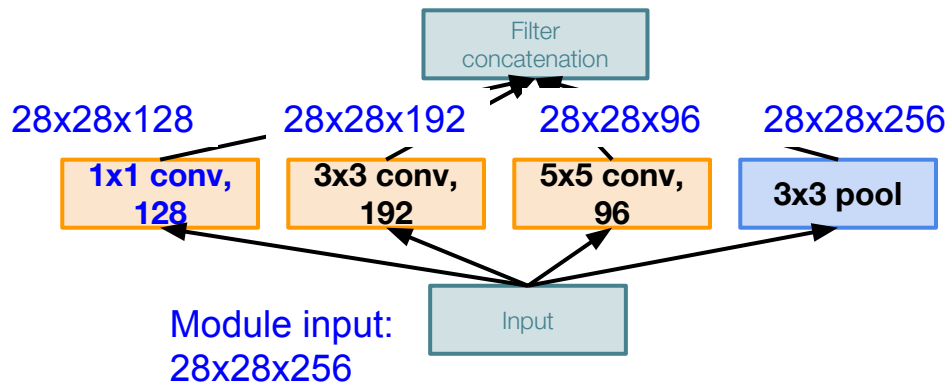 Filter
concatenation
28x28x128 28x28x192 28x28x96 28x28x256
1x1 conv,
128
3x3 conv,
192
5x5 conv,
96
3x3 pool
Input
Module input:
28x28x256